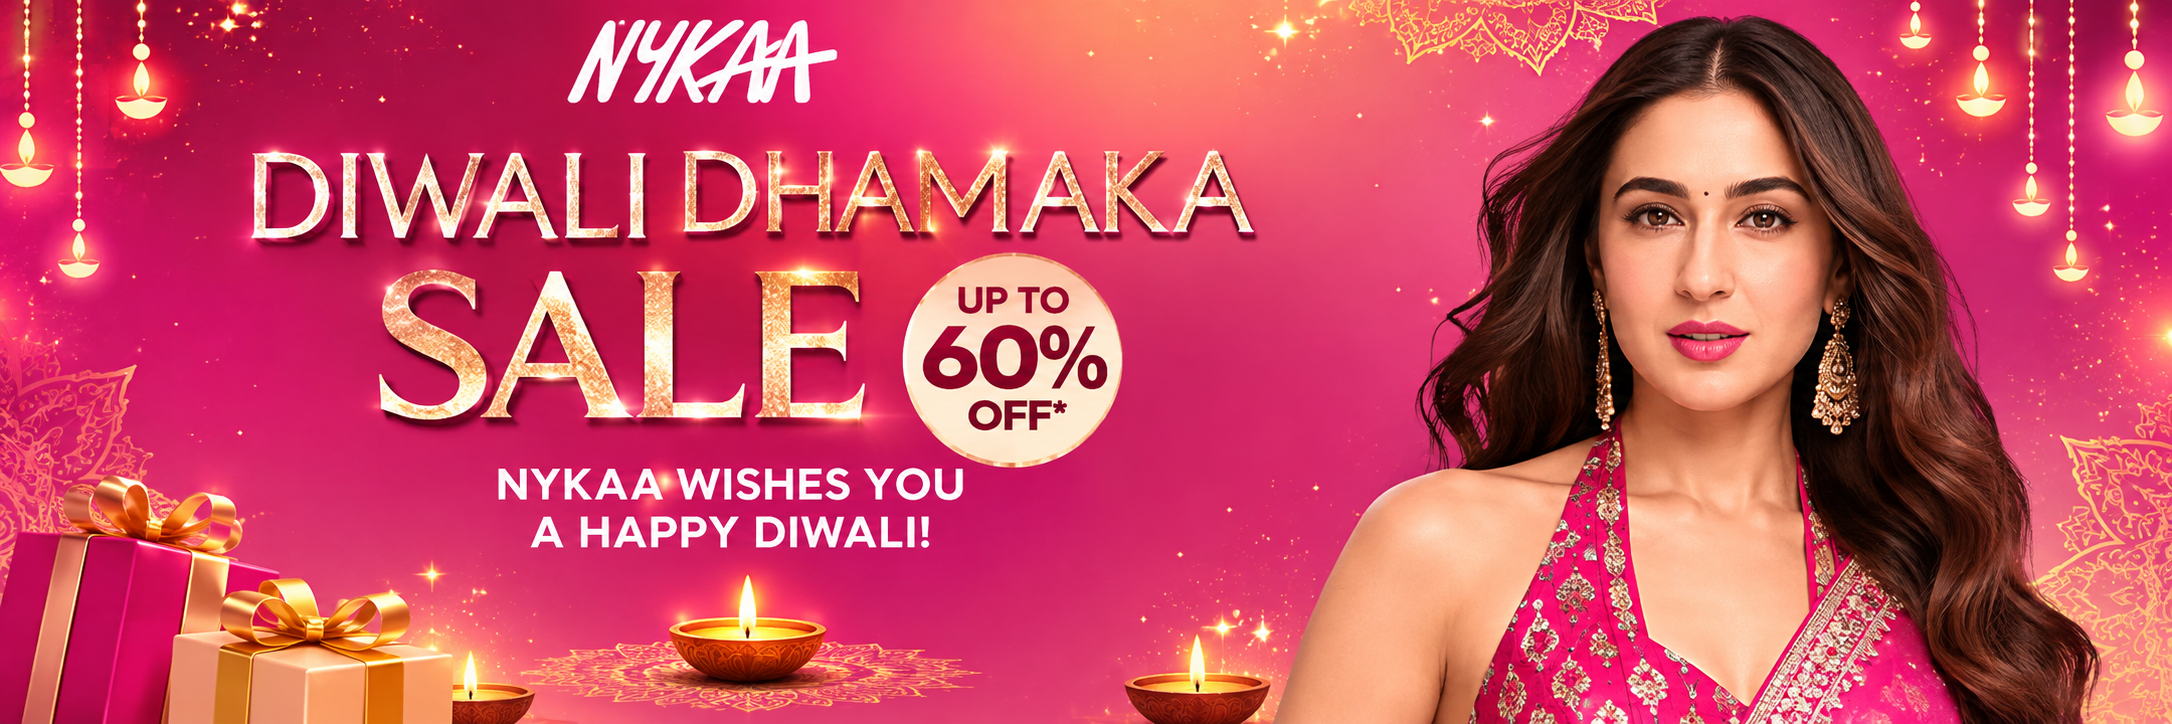 NYKAA
DIWALI DHAMAKA
SALE
UP TO
60%
OFF*
NYKAA WISHES YOU
A HAPPY DIWALI!